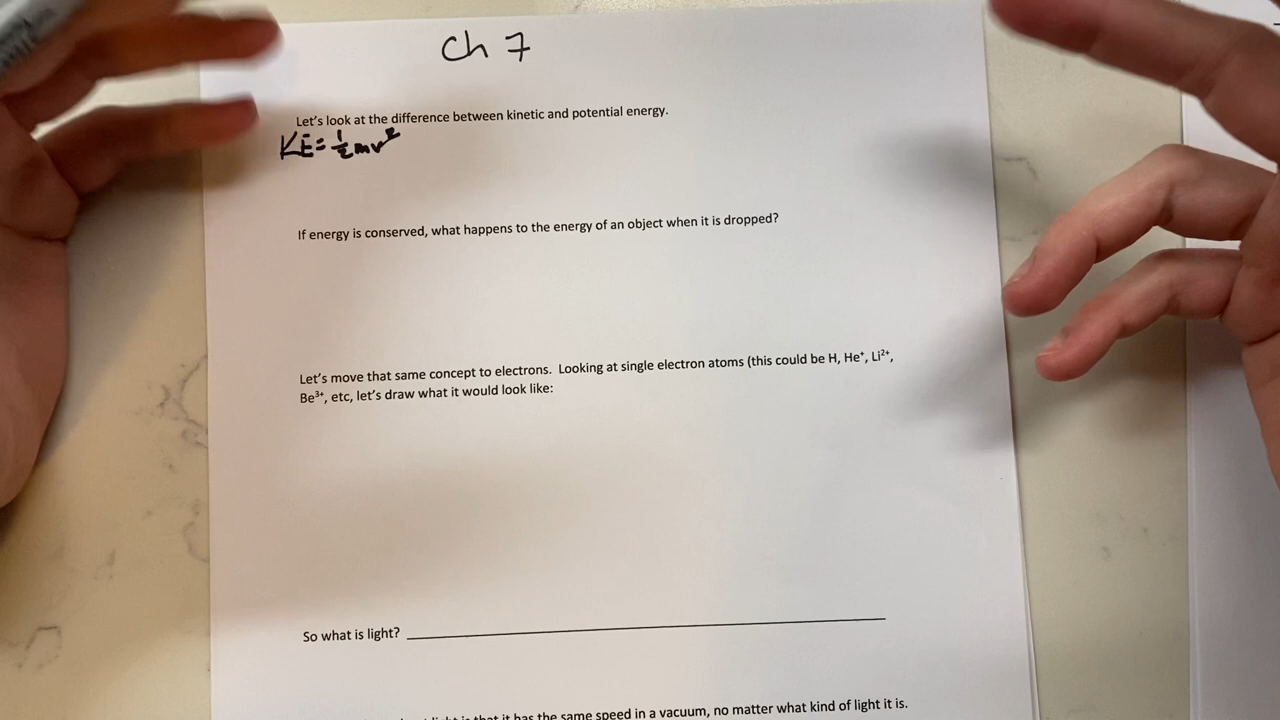 Ch 7
Let's look at the difference between kinetic and potential energy.
KE=½mv²
If energy is conserved, what happens to the energy of an object when it is dropped?
Let's move that same concept to electrons. Looking at single electron atoms (this could be H, He⁺, Li²⁺,
Be³⁺, etc, let's draw what it would look like:
So what is light?
is that it has the same speed in a vacuum, no matter what kind of light it is.